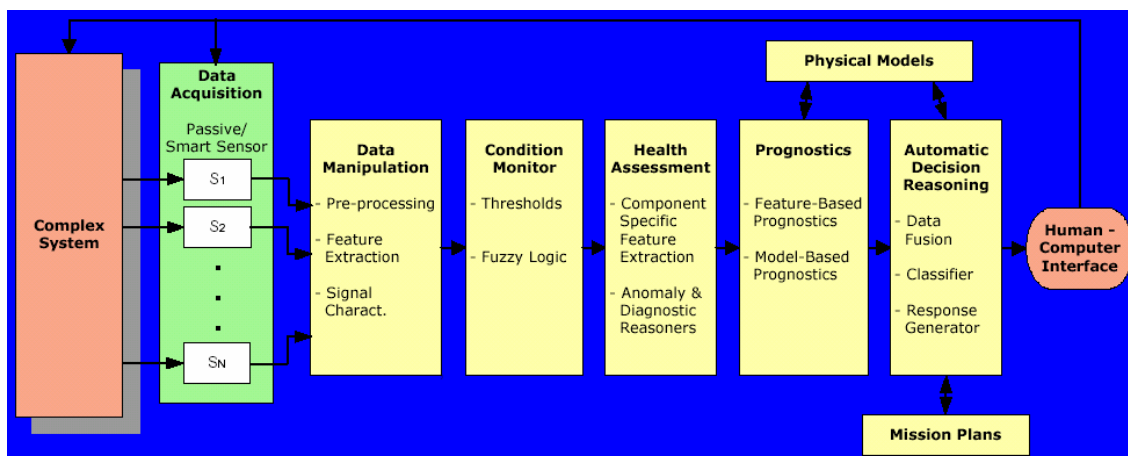 Complex
System
Data
Acquisition
Passive/
Smart Sensor
S1
S2
SN
Data
Manipulation
- Pre-processing
- Feature
Extraction
- Signal
Charact.
Condition
Monitor
- Thresholds
- Fuzzy Logic
Health
Assessment
- Component
Specific
Feature
Extraction
- Anomaly &
Diagnostic
Reasoners
Physical Models
Prognostics
- Feature-Based
Prognostics
- Model-Based
Prognostics
Automatic
Decision
Reasoning
- Data
Fusion
- Classifier
- Response
Generator
Mission Plans
Human -
Computer
Interface